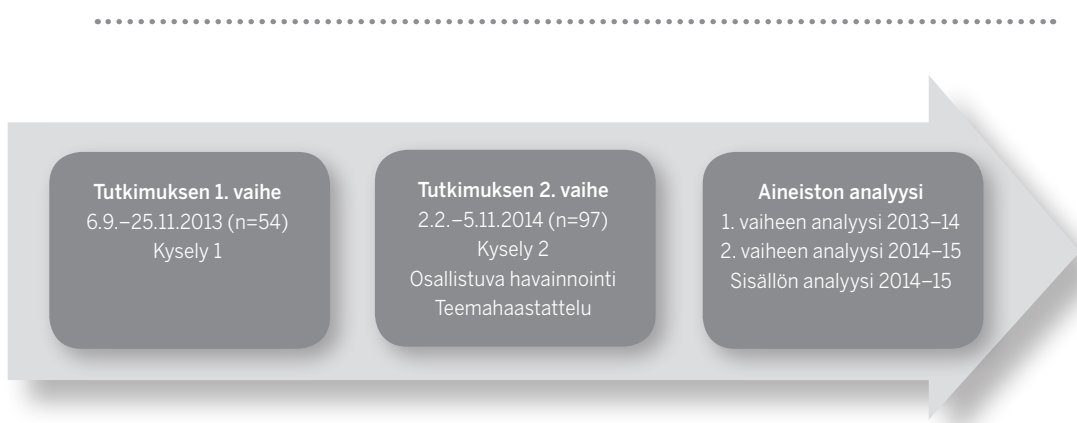 Tutkimuksen 1. vaihe
6.9.–25.11.2013 (n=54)
Kysely 1
Tutkimuksen 2. vaihe
2.2.–5.11.2014 (n=97)
Kysely 2
Osallistuva havainnointi
Teemahaastattelu
Aineiston analyysi
1. vaiheen analyysi 2013–14
2. vaiheen analyysi 2014–15
Sisällön analyysi 2014–15